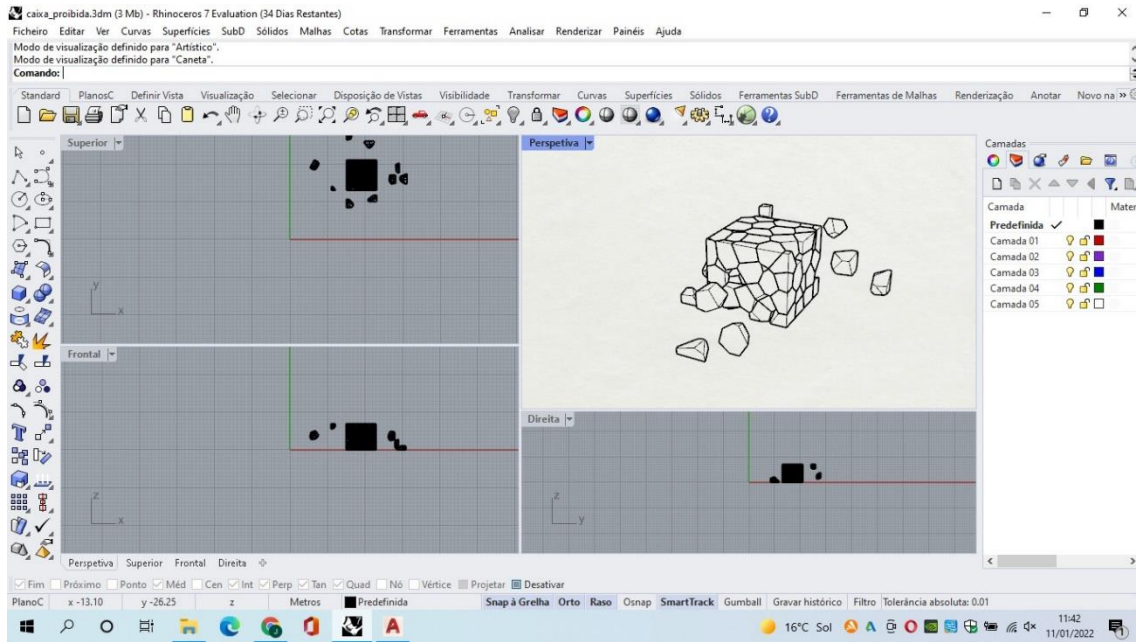 caixa_proibida.3dm (3 Mb) - Rhinoceros 7 Evaluation (34 Dias Restantes)
Ficheiro Editar Ver Curvas Superfícies SubD Sólidos Malhas Cotas Transformar Ferramentas Analisar Renderizar Painéis Ajuda
Modo de visualização definido para "Artístico".
Modo de visualização definido para "Caneta".
Comando:
Standard PlanosC Definir Vista Visualização Selecionar Disposição de Vistas Visibilidade Transformar Curvas Superfícies Sólidos Ferramentas SubD Ferramentas de Malhas Renderização Anotar Novo na »
Superior
y
x
Perspetiva
Camadas
Camada Mater
Predefinida
Camada 01
Camada 02
Camada 03
Camada 04
Camada 05
Frontal
z
x
Direita
z
y
Perspetiva Superior Frontal Direita
Fim Próximo Ponto Méd Cen Int Perp Tan Quad Nó Vértice Projetar Desativar
PlanoC x -13.10 y -26.25 z Metros Predefinida Snap à Grelha Orto Raso Osnap SmartTrack Gumball Gravar histórico Filtro Tolerância absoluta: 0.01
16°C Sol 11:42
11/01/2022